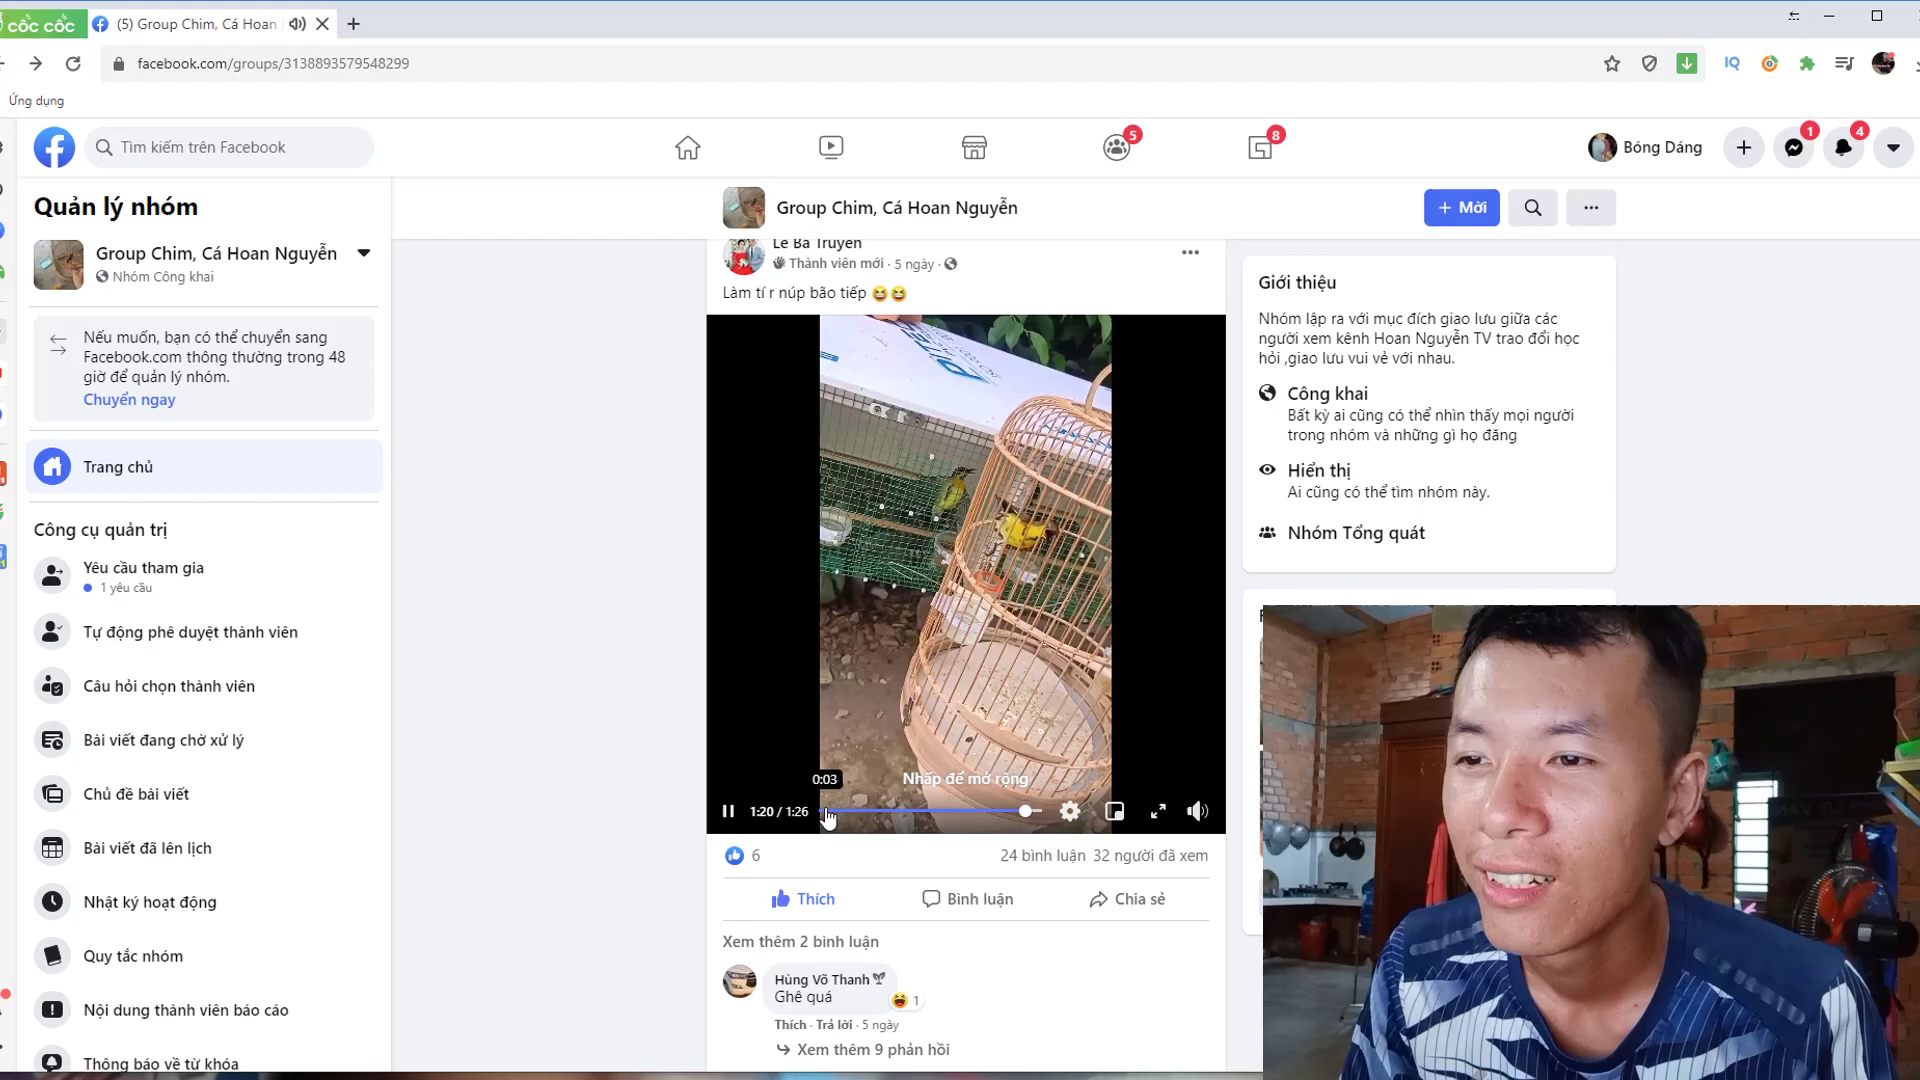 cốc cốc
(5) Group Chim, Cá Hoan
facebook.com/groups/3138893579548299
IQ
Ứng dụng
Tìm kiếm trên Facebook
5
8
Bóng Dáng
1
4
Quản lý nhóm
Group Chim, Cá Hoan Nguyễn
Nhóm Công khai
Nếu muốn, bạn có thể chuyển sang
Facebook.com thông thường trong 48
giờ để quản lý nhóm.
Chuyển ngay
Trang chủ
Công cụ quản trị
Yêu cầu tham gia
1 yêu cầu
Tự động phê duyệt thành viên
Câu hỏi chọn thành viên
Bài viết đang chờ xử lý
Chủ đề bài viết
Bài viết đã lên lịch
Nhật ký hoạt động
Quy tắc nhóm
Nội dung thành viên báo cáo
Thông báo về từ khóa
Group Chim, Cá Hoan Nguyễn
+ Mời
Lê Bá Truyền
Thành viên mới · 5 ngày ·
Làm tí r núp bão tiếp 😆😆
0:03
Nhấp để mở rộng
1:20 / 1:26
6
24 bình luận 32 người đã xem
Thích
Bình luận
Chia sẻ
Xem thêm 2 bình luận
Hùng Võ Thanh
Ghê quá
1
Thích · Trả lời · 5 ngày
Xem thêm 9 phản hồi
Giới thiệu
Nhóm lập ra với mục đích giao lưu giữa các
người xem kênh Hoan Nguyễn TV trao đổi học
hỏi ,giao lưu vui vẻ với nhau.
Công khai
Bất kỳ ai cũng có thể nhìn thấy mọi người
trong nhóm và những gì họ đăng
Hiển thị
Ai cũng có thể tìm nhóm này.
Nhóm Tổng quát